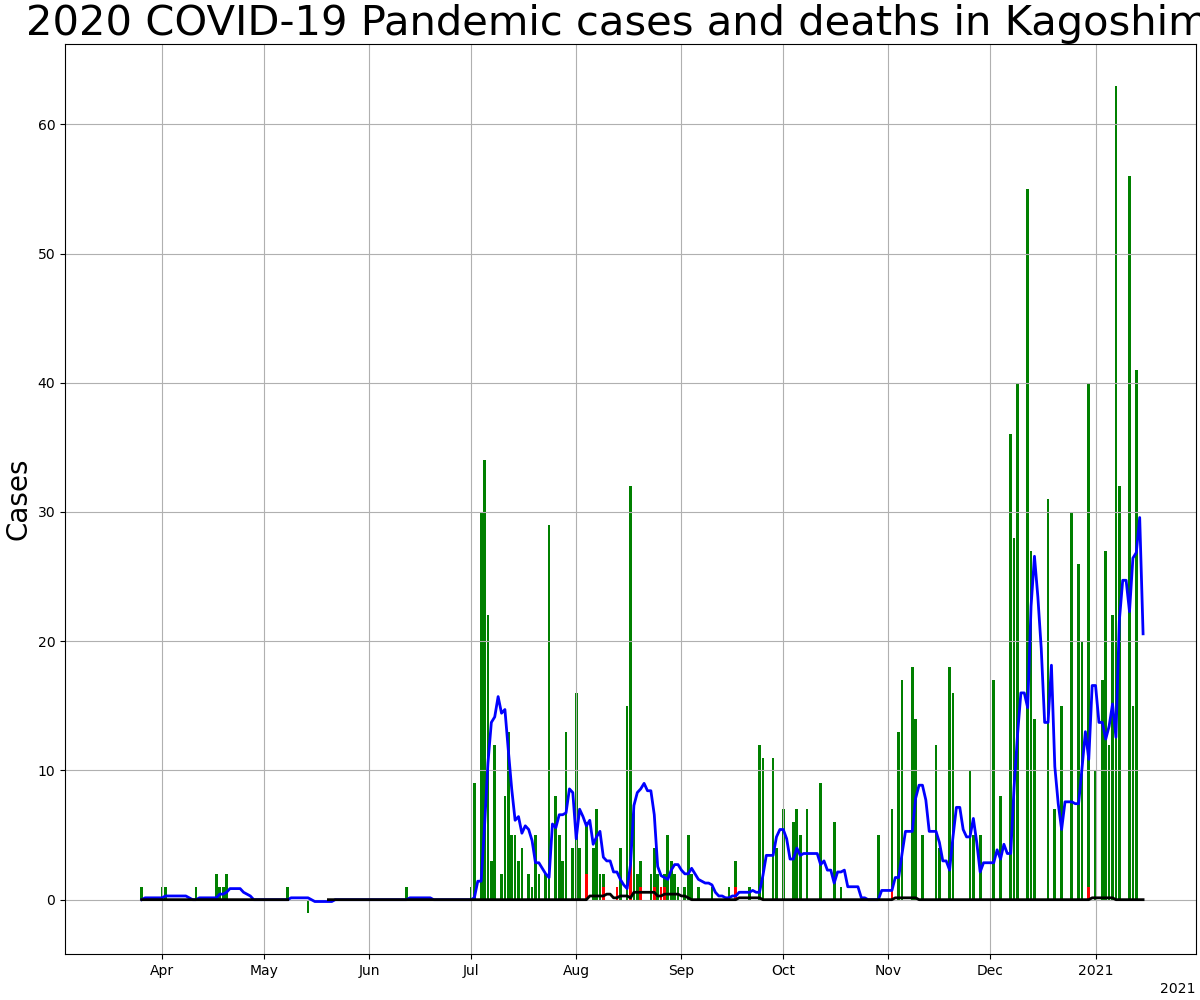 2020 COVID-19 Pandemic cases and deaths in Kagoshim
Cases
60
50
40
30
20
10
0
Apr May Jun Jul Aug Sep Oct Nov Dec 2021
2021